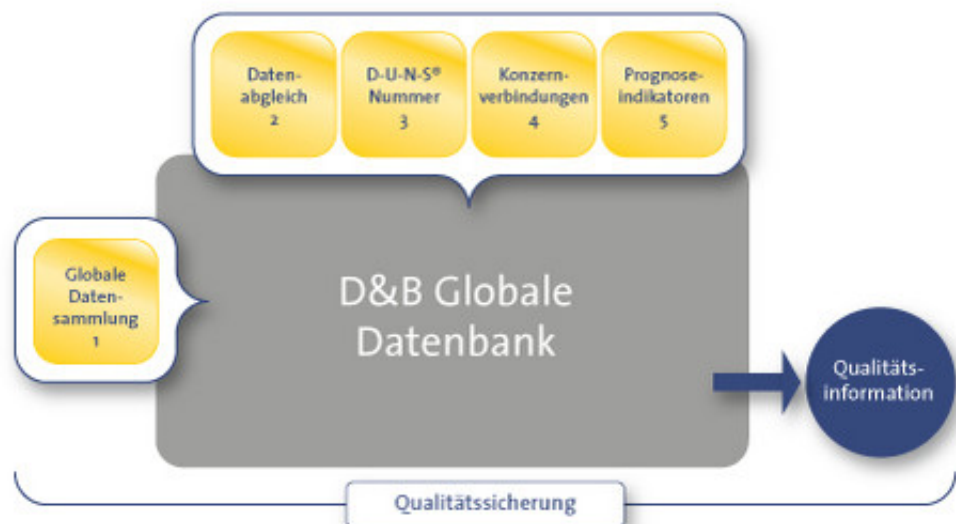 Daten-
abgleich
2
D-U-N-S®
Nummer
3
Konzern-
verbindungen
4
Prognose-
indikatoren
5
Globale
Daten-
sammlung
1
D&B Globale
Datenbank
Qualitäts-
information
Qualitätssicherung